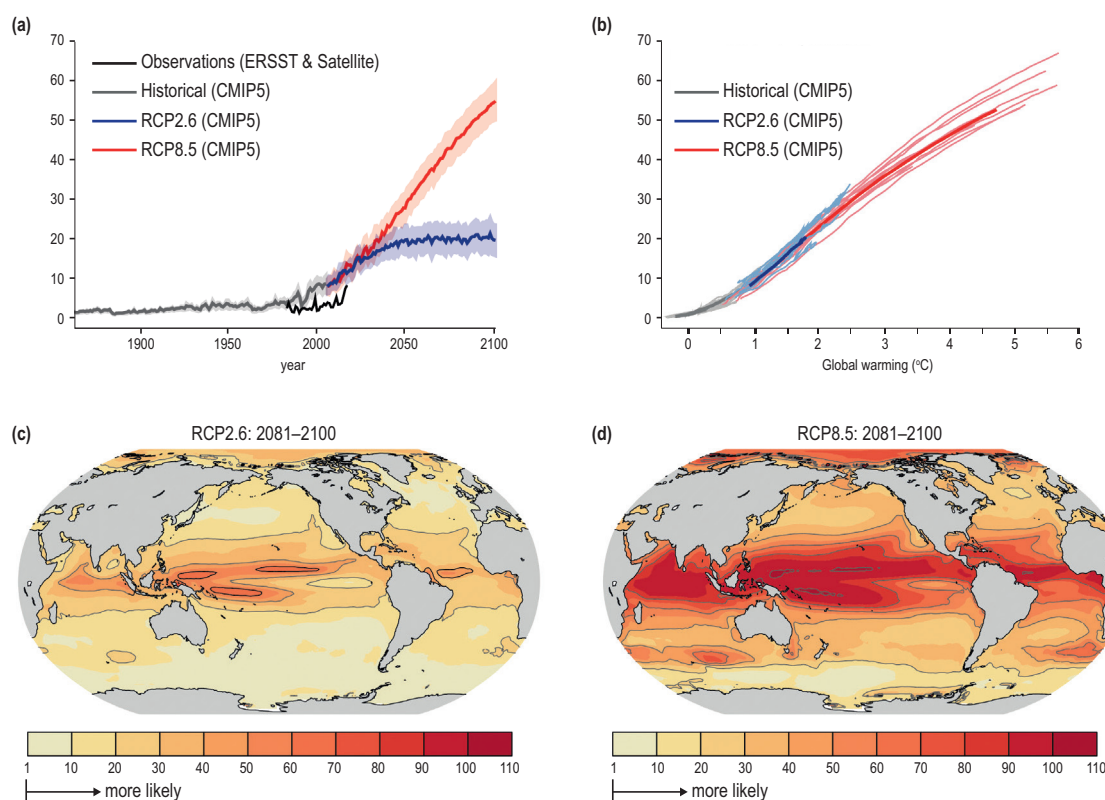 (a)
70
60
50
40
30
20
10
0
Observations (ERSST & Satellite)
Historical (CMIP5)
RCP2.6 (CMIP5)
RCP8.5 (CMIP5)
1900 1950 2000 2050 2100
year
(b)
70
60
50
40
30
20
10
0
Historical (CMIP5)
RCP2.6 (CMIP5)
RCP8.5 (CMIP5)
0 1 2 3 4 5 6
Global warming (°C)
(c)
RCP2.6: 2081–2100
1 10 20 30 40 50 60 70 80 90 100 110
more likely
(d)
RCP8.5: 2081–2100
1 10 20 30 40 50 60 70 80 90 100 110
more likely